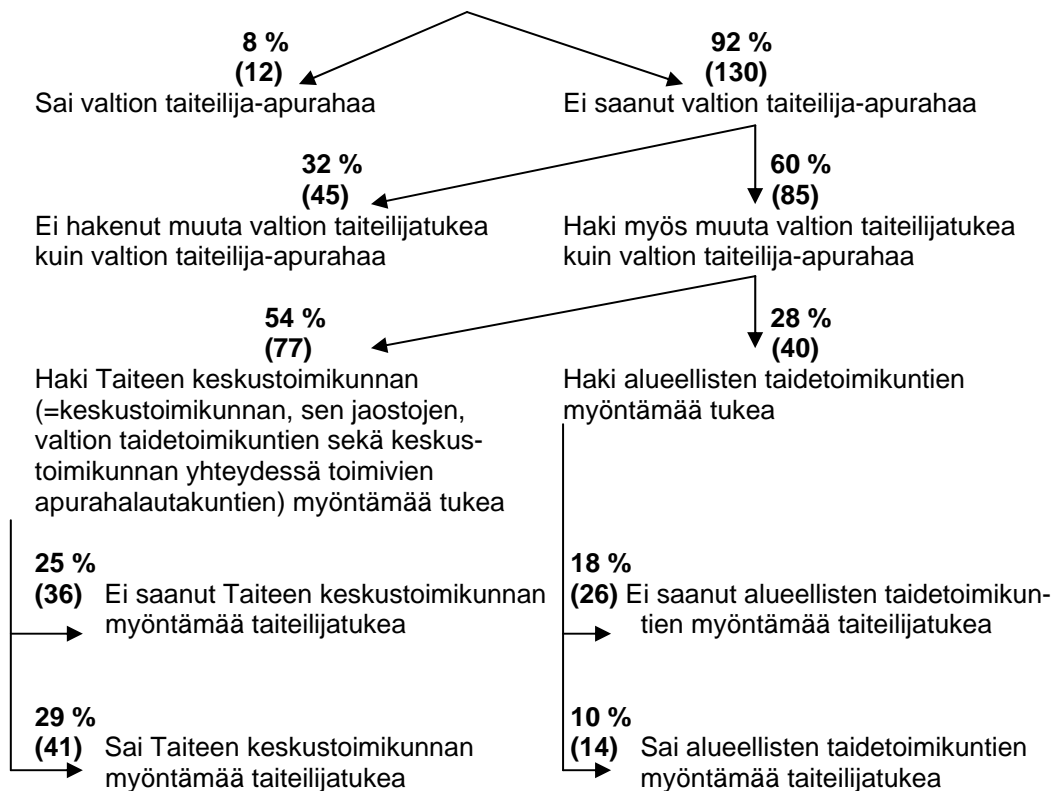 8 %
(12)
Sai valtion taiteilija-apurahaa
92 %
(130)
Ei saanut valtion taiteilija-apurahaa
32 %
(45)
Ei hakenut muuta valtion taiteilijatukea
kuin valtion taiteilija-apurahaa
60 %
(85)
Haki myös muuta valtion taiteilijatukea
kuin valtion taiteilija-apurahaa
54 %
(77)
Haki Taiteen keskustoimikunnan
(=keskustoimikunnan, sen jaostojen,
valtion taidetoimikuntien sekä keskus-
toimikunnan yhteydessä toimivien
apurahalautakuntien) myöntämää tukea
28 %
(40)
Haki alueellisten taidetoimikuntien
myöntämää tukea
25 %
(36) Ei saanut Taiteen keskustoimikunnan
myöntämää taiteilijatukea
18 %
(26) Ei saanut alueellisten taidetoimikun-
tien myöntämää taiteilijatukea
29 %
(41) Sai Taiteen keskustoimikunnan
myöntämää taiteilijatukea
10 %
(14) Sai alueellisten taidetoimikuntien
myöntämää taiteilijatukea